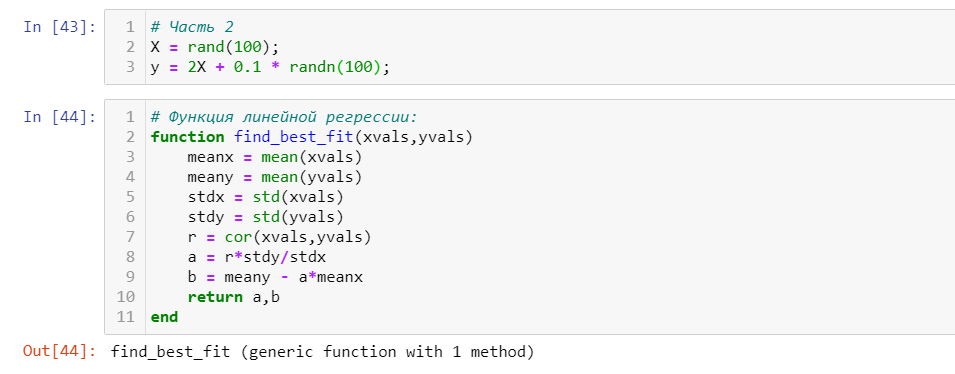 In [43]:
1 # Часть 2
2 X = rand(100);
3 y = 2X + 0.1 * randn(100);
In [44]:
1 # Функция линейной регрессии:
2 function find_best_fit(xvals,yvals)
3     meanx = mean(xvals)
4     meany = mean(yvals)
5     stdx = std(xvals)
6     stdy = std(yvals)
7     r = cor(xvals,yvals)
8     a = r*stdy/stdx
9     b = meany - a*meanx
10     return a,b
11 end
Out[44]: find_best_fit (generic function with 1 method)